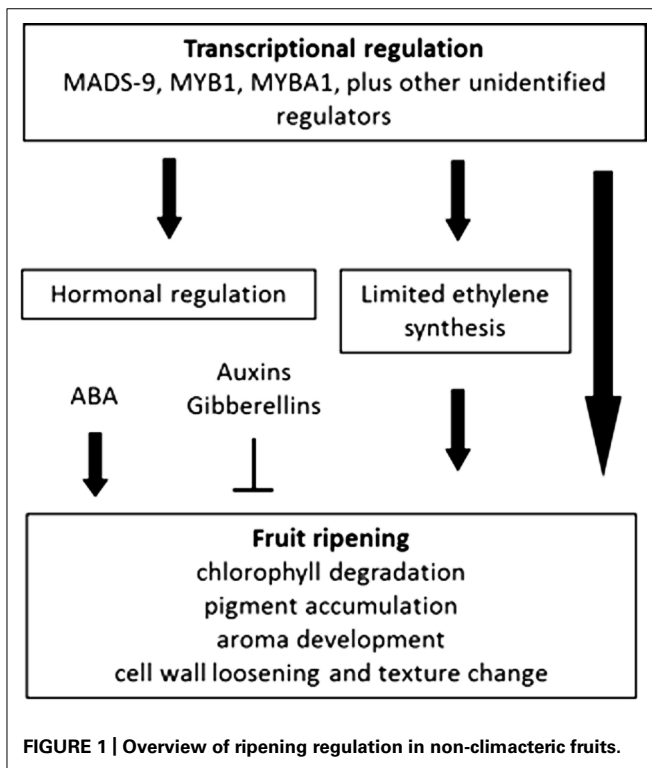 Transcriptional regulation
MADS-9, MYB1, MYBA1, plus other unidentified
regulators
Hormonal regulation
Limited ethylene
synthesis
ABA
Auxins
Gibberellins
Fruit ripening
chlorophyll degradation
pigment accumulation
aroma development
cell wall loosening and texture change
FIGURE 1 | Overview of ripening regulation in non-climacteric fruits.